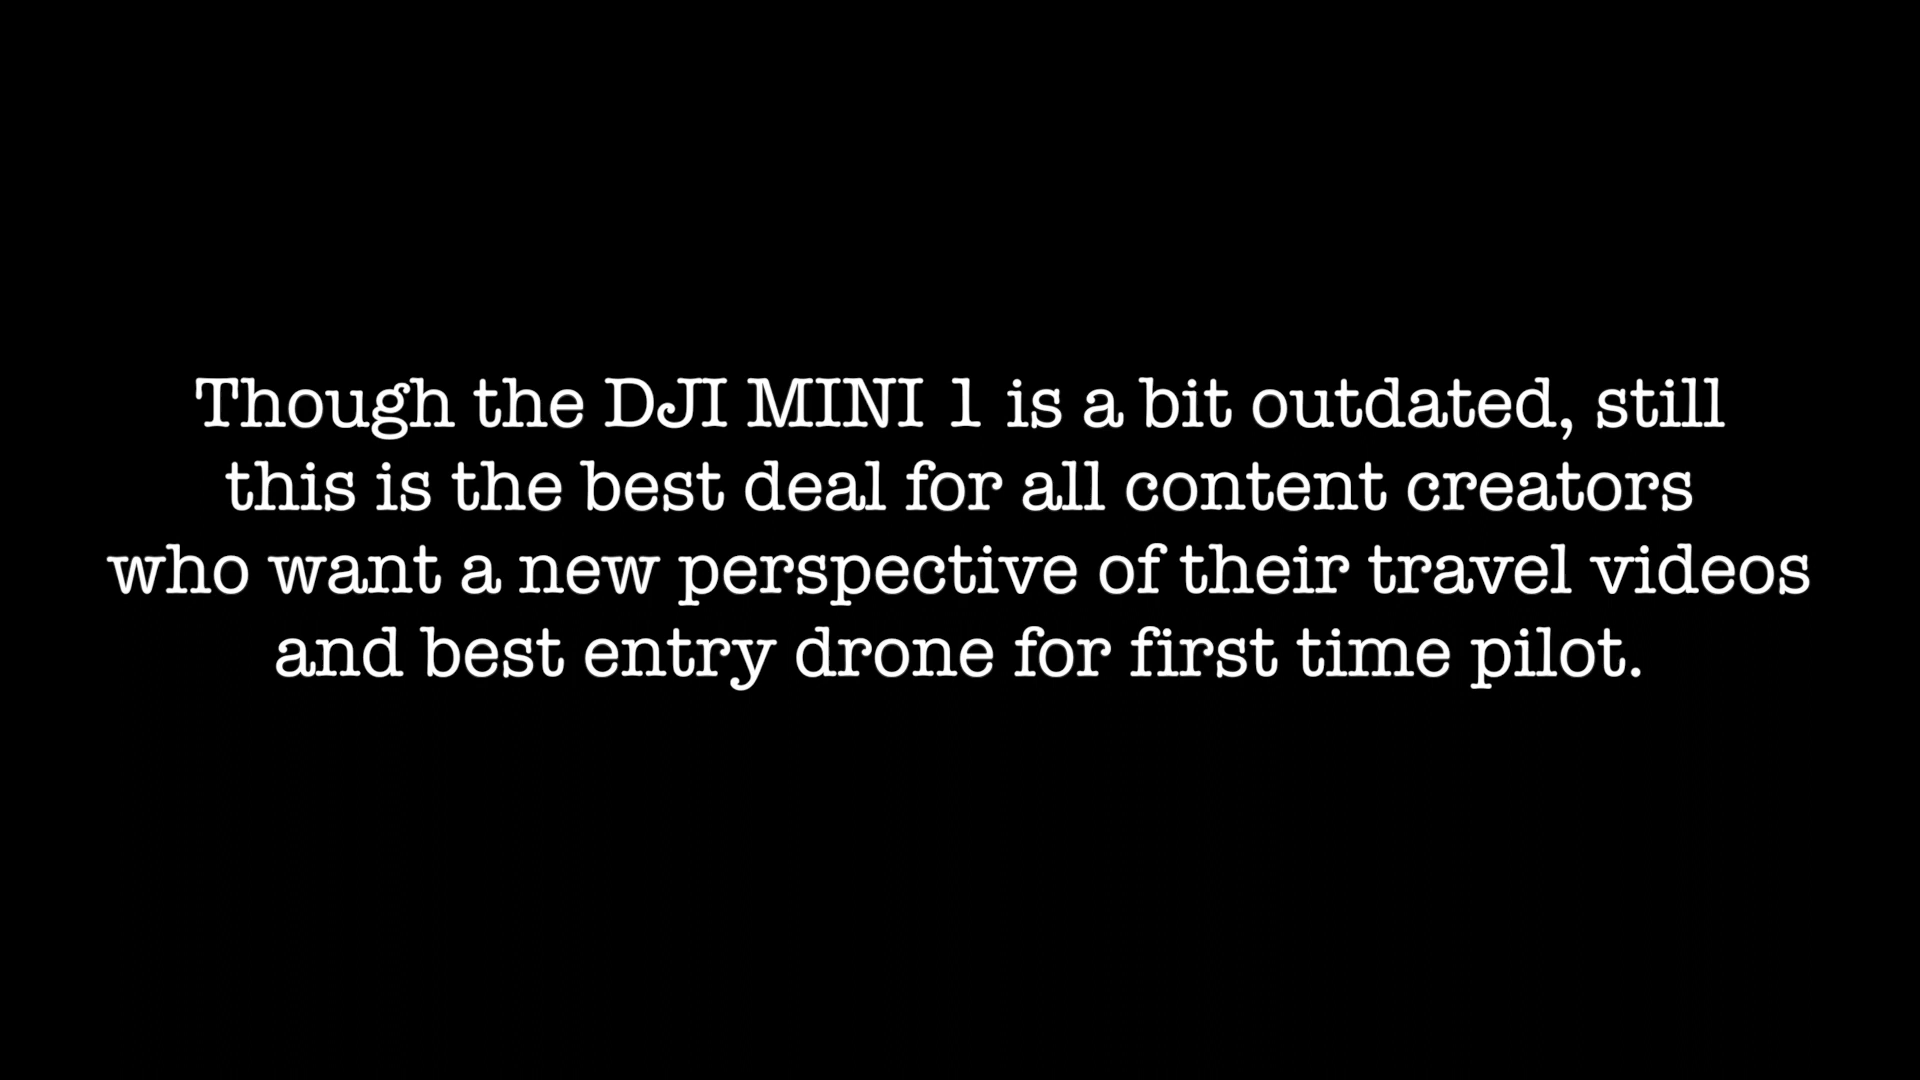 Though the DJI MINI 1 is a bit outdated, still
this is the best deal for all content creators
who want a new perspective of their travel videos
and best entry drone for first time pilot.